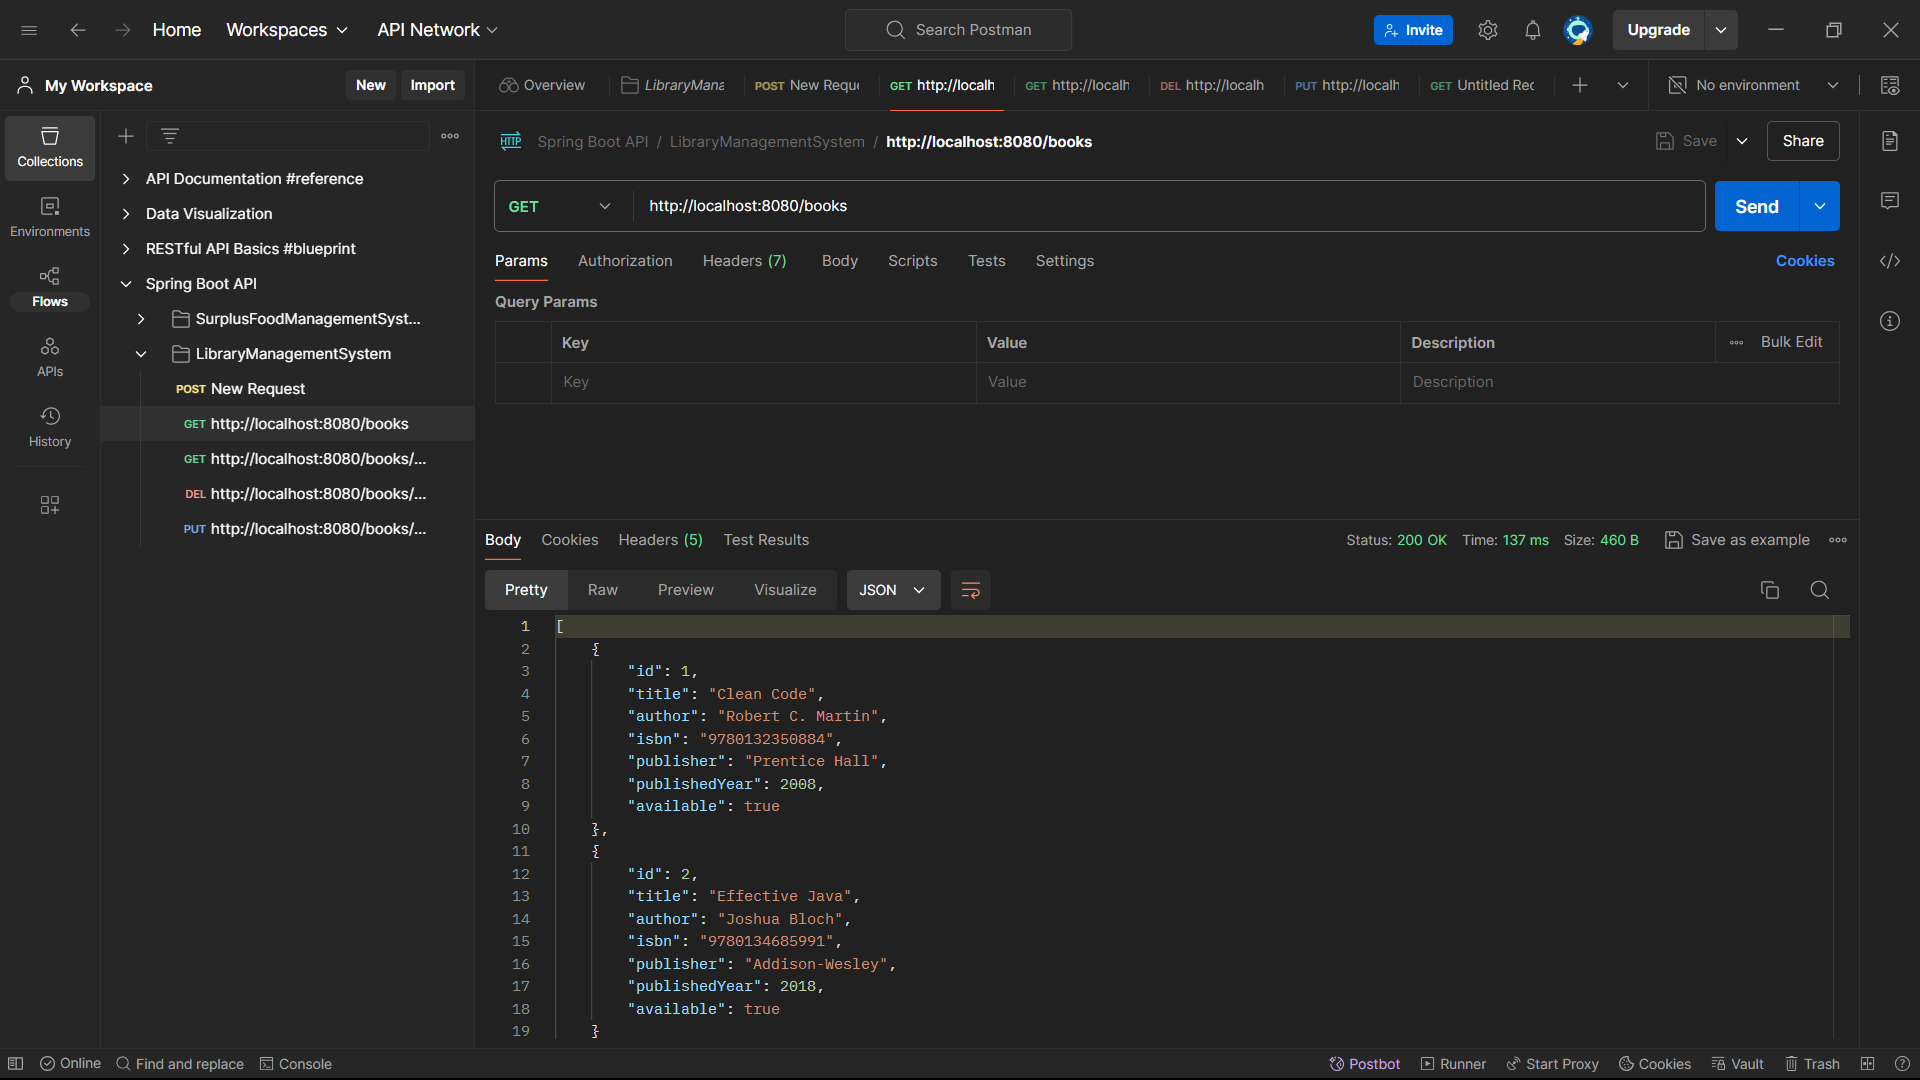 Home Workspaces API Network Search Postman Invite Upgrade
My Workspace New Import
Overview LibraryMana POST New Reque GET http://localh GET http://localh DEL http://localh PUT http://localh GET Untitled Rec No environment
Collections
Environments
Flows
APIs
History
API Documentation #reference
Data Visualization
RESTful API Basics #blueprint
Spring Boot API
SurplusFoodManagementSyst...
LibraryManagementSystem
POST New Request
GET http://localhost:8080/books
GET http://localhost:8080/books/...
DEL http://localhost:8080/books/...
PUT http://localhost:8080/books/...
HTTP Spring Boot API / LibraryManagementSystem / http://localhost:8080/books Save Share
GET http://localhost:8080/books Send
Params Authorization Headers (7) Body Scripts Tests Settings Cookies
Query Params
Key Value Description Bulk Edit
Key Value Description
Body Cookies Headers (5) Test Results Status: 200 OK Time: 137 ms Size: 460 B Save as example
Pretty Raw Preview Visualize JSON
1 [
2 {
3 "id": 1,
4 "title": "Clean Code",
5 "author": "Robert C. Martin",
6 "isbn": "9780132350884",
7 "publisher": "Prentice Hall",
8 "publishedYear": 2008,
9 "available": true
10 },
11 {
12 "id": 2,
13 "title": "Effective Java",
14 "author": "Joshua Bloch",
15 "isbn": "9780134685991",
16 "publisher": "Addison-Wesley",
17 "publishedYear": 2018,
18 "available": true
19 }
Online Find and replace Console Postbot Runner Start Proxy Cookies Vault Trash